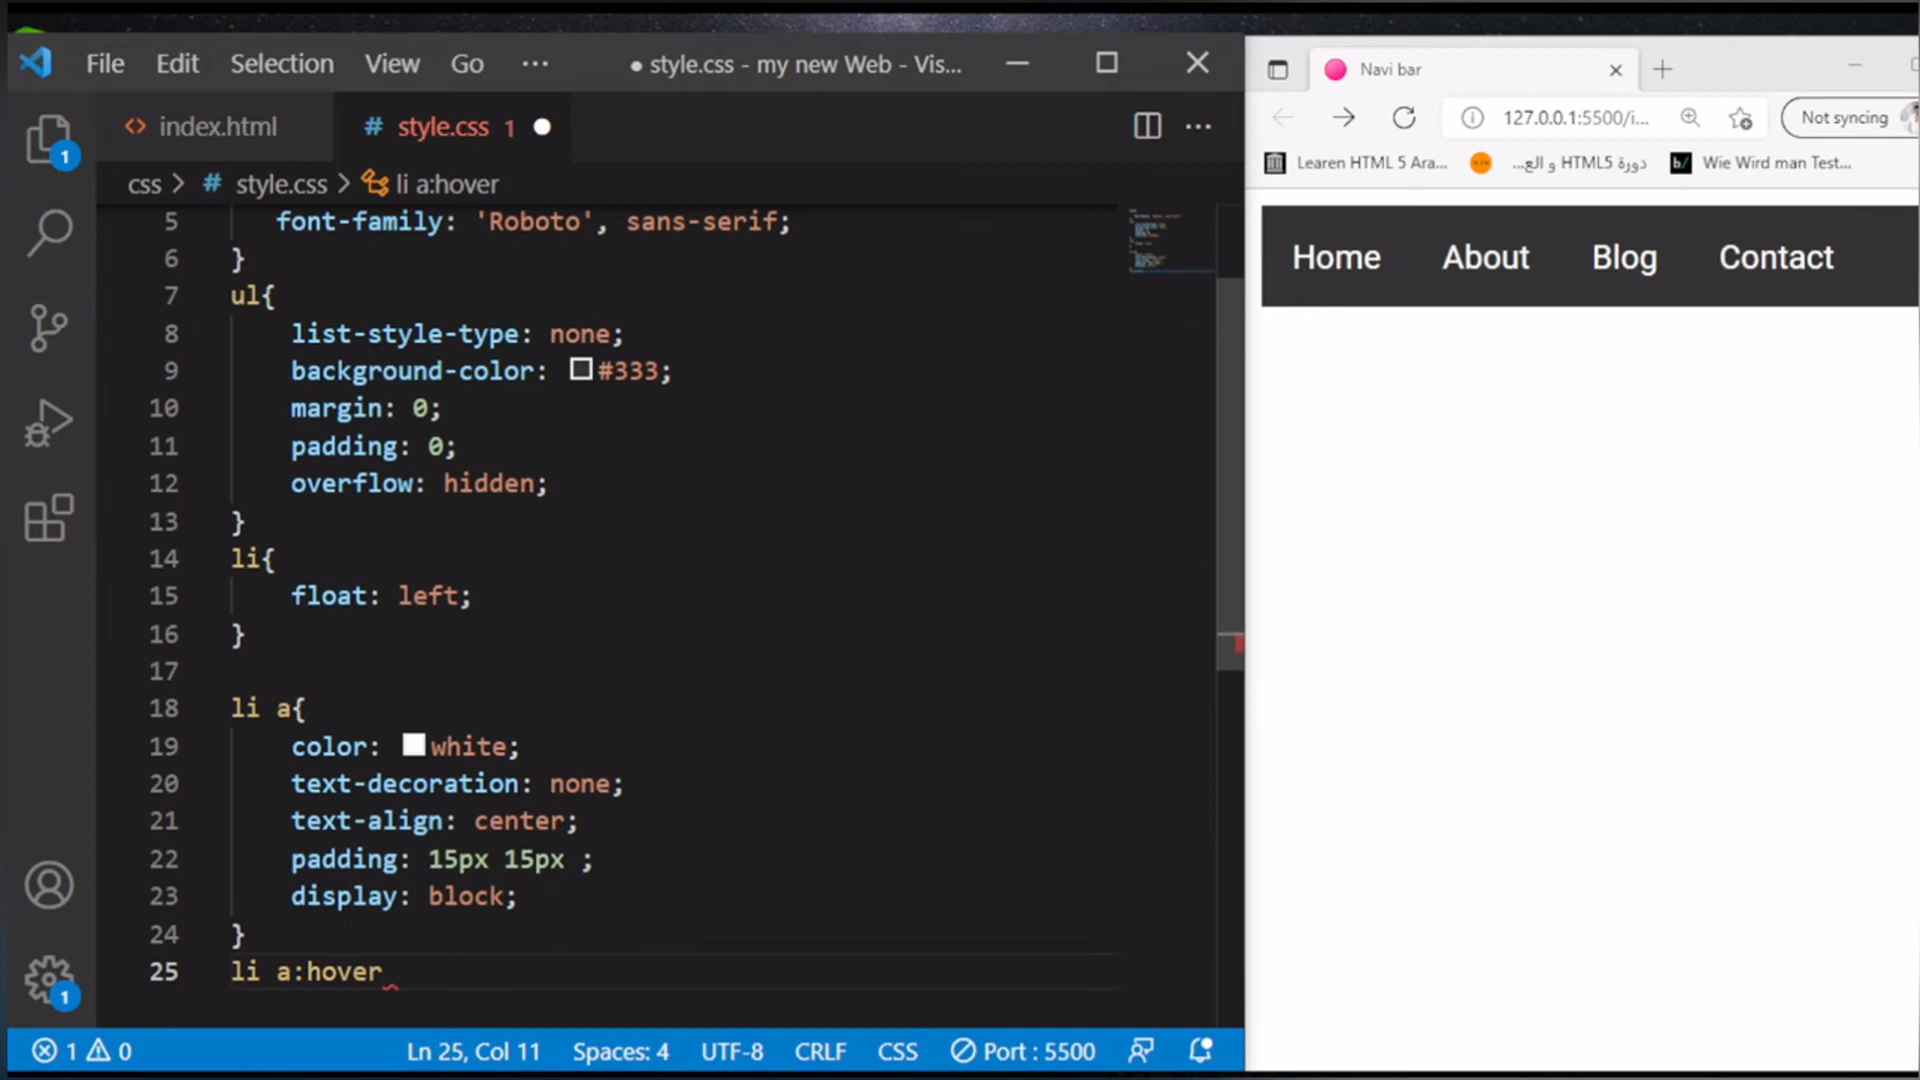 File Edit Selection View Go ··· ● style.css - my new Web - Vis...
index.html # style.css 1
css > # style.css > li a:hover
5 font-family: 'Roboto', sans-serif;
6 }
7 ul{
8 list-style-type: none;
9 background-color: #333;
10 margin: 0;
11 padding: 0;
12 overflow: hidden;
13 }
14 li{
15 float: left;
16 }
17
18 li a{
19 color: white;
20 text-decoration: none;
21 text-align: center;
22 padding: 15px 15px ;
23 display: block;
24 }
25 li a:hover
1
1
1 0 Ln 25, Col 11 Spaces: 4 UTF-8 CRLF CSS Port : 5500
Navi bar
127.0.0.1:5500/i... Not syncing
Learen HTML 5 Ara... دورة HTML5 و الع... b/ Wie Wird man Test...
Home About Blog Contact